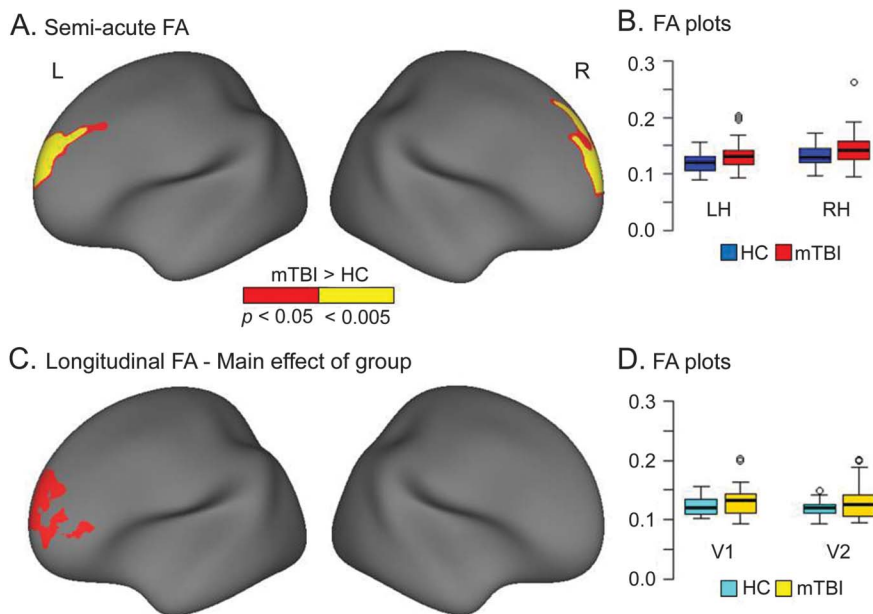 A. Semi-acute FA
L
R
mTBI > HC
p < 0.05 < 0.005
B. FA plots
0.3
0.2
0.1
0.0
LH RH
HC mTBI
C. Longitudinal FA - Main effect of group
D. FA plots
0.3
0.2
0.1
0.0
V1 V2
HC mTBI